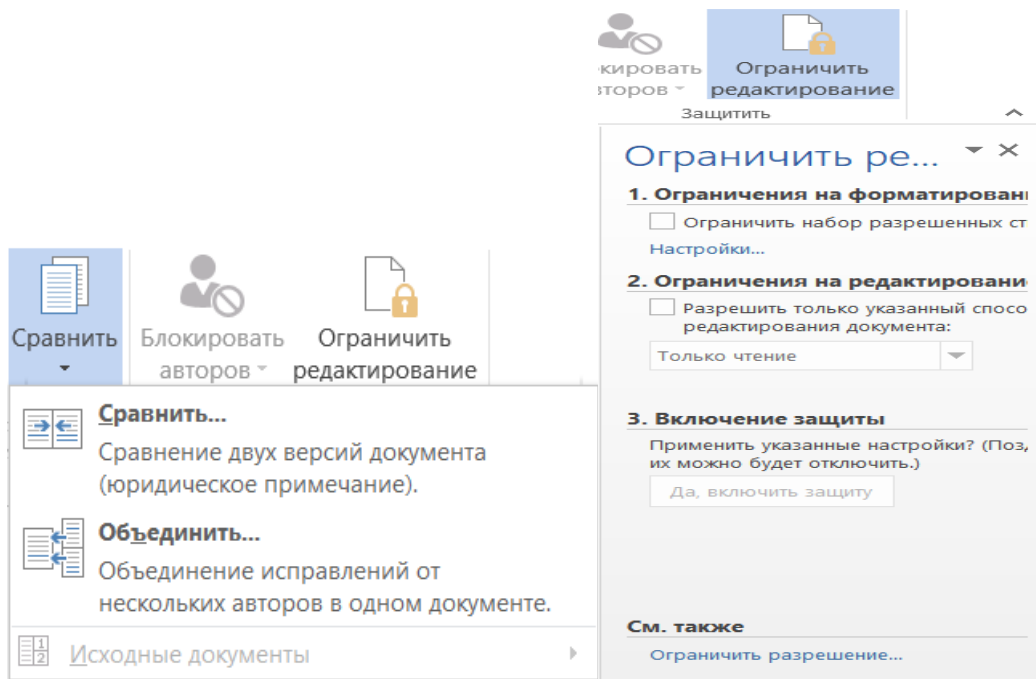 Сравнить
Блокировать
авторов
Ограничить
редактирование
Сравнить...
Сравнение двух версий документа
(юридическое примечание).
Объединить...
Объединение исправлений от
нескольких авторов в одном документе.
Исходные документы
кировать
второв
Ограничить
редактирование
Защитить
Ограничить ре...
1. Ограничения на форматирован
Ограничить набор разрешенных ст
Настройки...
2. Ограничения на редактировани
Разрешить только указанный спосо
редактирования документа:
Только чтение
3. Включение защиты
Применить указанные настройки? (Поз
их можно будет отключить.)
Да, включить защиту
См. также
Ограничить разрешение...